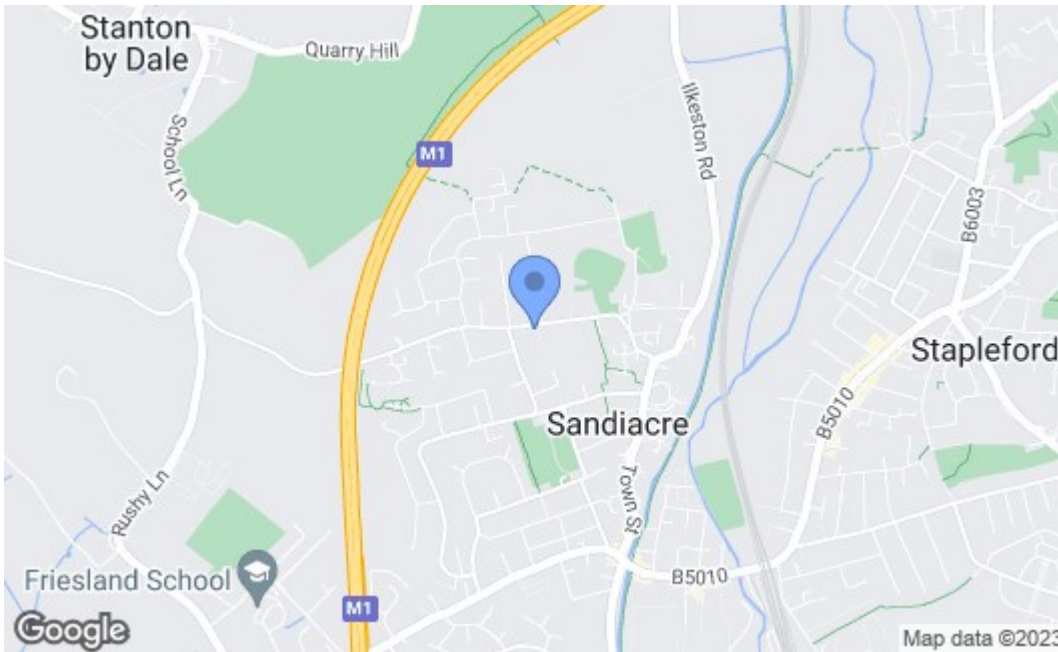 Stanton
by Dale
Quarry Hill
School Ln
M1
Ilkeston Rd
B6003
Stapleford
B5010
Sandiacre
Town St
Rushy Ln
Friesland School
B5010
M1
Google
Map data ©2023